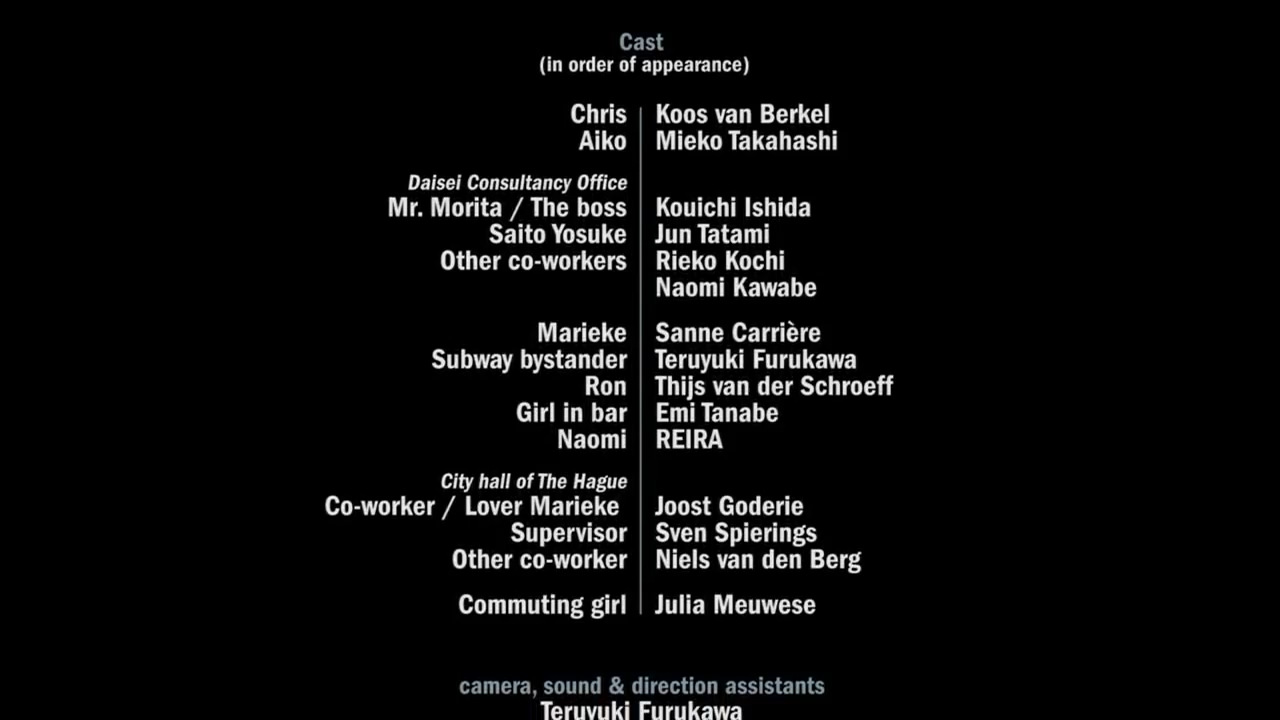 Cast
(in order of appearance)
Chris Koos van Berkel
Aiko Mieko Takahashi
Daisei Consultancy Office
Mr. Morita / The boss Kouichi Ishida
Saito Yosuke Jun Tatami
Other co-workers Rieko Kochi
Naomi Kawabe
Marieke Sanne Carrière
Subway bystander Teruyuki Furukawa
Ron Thijs van der Schroeff
Girl in bar Emi Tanabe
Naomi REIRA
City hall of The Hague
Co-worker / Lover Marieke Joost Goderie
Supervisor Sven Spierings
Other co-worker Niels van den Berg
Commuting girl Julia Meuwese
camera, sound & direction assistants
Teruyuki Furukawa